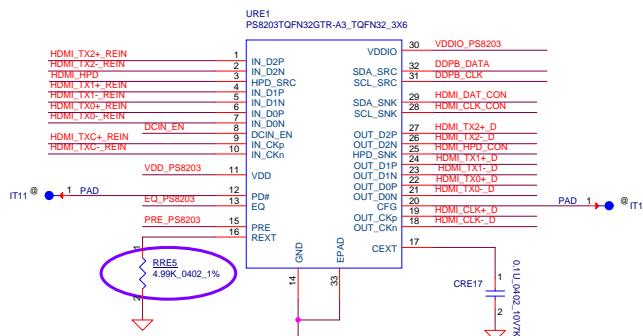 URE1
PS8203TQFN32GTR-A3_TQFN32_3X6
HDMI_TX2+_REIN 1 IN_D2P
HDMI_TX2-_REIN 2 IN_D2N
HDMI_HPD 3 HPD_SRC
HDMI_TX1+_REIN 4 IN_D1P
HDMI_TX1-_REIN 5 IN_D1N
HDMI_TX0+_REIN 6 IN_D0P
HDMI_TX0-_REIN 7 IN_D0N
DCIN_EN 8 DCIN_EN
HDMI_TXC+_REIN 9 IN_CKp
HDMI_TXC-_REIN 10 IN_CKn
VDD_PS8203 11 VDD
IT11 @ 1 PAD 12 PD#
EQ_PS8203 13 EQ
PRE_PS8203 15 PRE
16 REXT
VDDIO 30 VDDIO_PS8203
SDA_SRC 32 DDPB_DATA
SCL_SRC 31 DDPB_CLK
SDA_SNK 29 HDMI_DAT_CON
SCL_SNK 28 HDMI_CLK_CON
OUT_D2P 27 HDMI_TX2+_D
OUT_D2N 26 HDMI_TX2-_D
HPD_SNK 25 HDMI_HPD_CON
OUT_D1P 24 HDMI_TX1+_D
OUT_D1N 23 HDMI_TX1-_D
OUT_D0P 22 HDMI_TX0+_D
OUT_D0N 21 HDMI_TX0-_D
CFG 20 PAD 1 @ IT1
OUT_CKp 19 HDMI_CLK+_D
OUT_CKn 18 HDMI_CLK-_D
CEXT 17
GND 14
EPAD 33
1
RRE5
4.99K_0402_1%
2
CRE17
1
2
0.1U_0402_10V7K